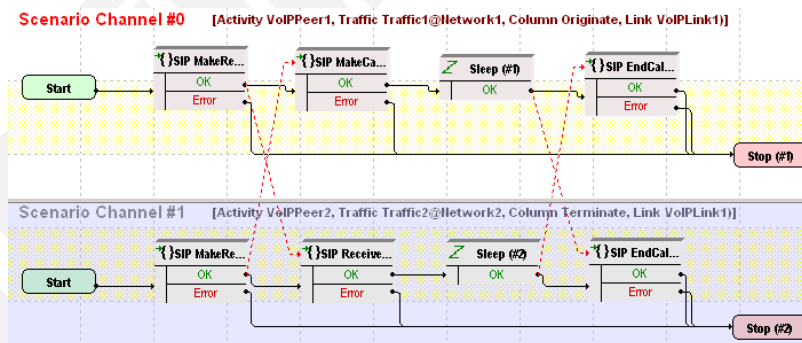 Scenario Channel #0 [Activity VoIPPeer1, Traffic Traffic1@Network1, Column Originate, Link VoIPLink1)]
{}SIP MakeRe... {}SIP MakeCa... Sleep (#1) {}SIP EndCal...
Start OK OK OK OK
Error Error Error
Stop (#1)
Scenario Channel #1 [Activity VoIPPeer2, Traffic Traffic2@Network2, Column Terminate, Link VoIPLink1)]
{}SIP MakeRe... {}SIP Receive... Sleep (#2) {}SIP EndCal...
Start OK OK OK OK
Error Error Error
Stop (#2)